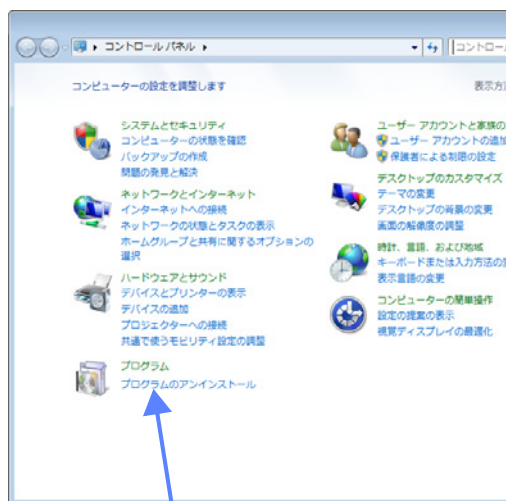 コントロール パネル
コントロー
コンピューターの設定を調整します
表示方
システムとセキュリティ
コンピューターの状態を確認
バックアップの作成
問題の発見と解決
ネットワークとインターネット
インターネットへの接続
ネットワークの状態とタスクの表示
ホームグループと共有に関するオプションの
選択
ハードウェアとサウンド
デバイスとプリンターの表示
デバイスの追加
プロジェクターへの接続
共通で使うモビリティ設定の調整
プログラム
プログラムのアンインストール
ユーザー アカウントと家族の
ユーザー アカウントの追加
保護者による制限の設定
デスクトップのカスタマイズ
テーマの変更
デスクトップの背景の変更
画面の解像度の調整
時計、言語、および地域
キーボードまたは入力方法の
表示言語の変更
コンピューターの簡単操作
設定の提案の表示
視覚ディスプレイの最適化